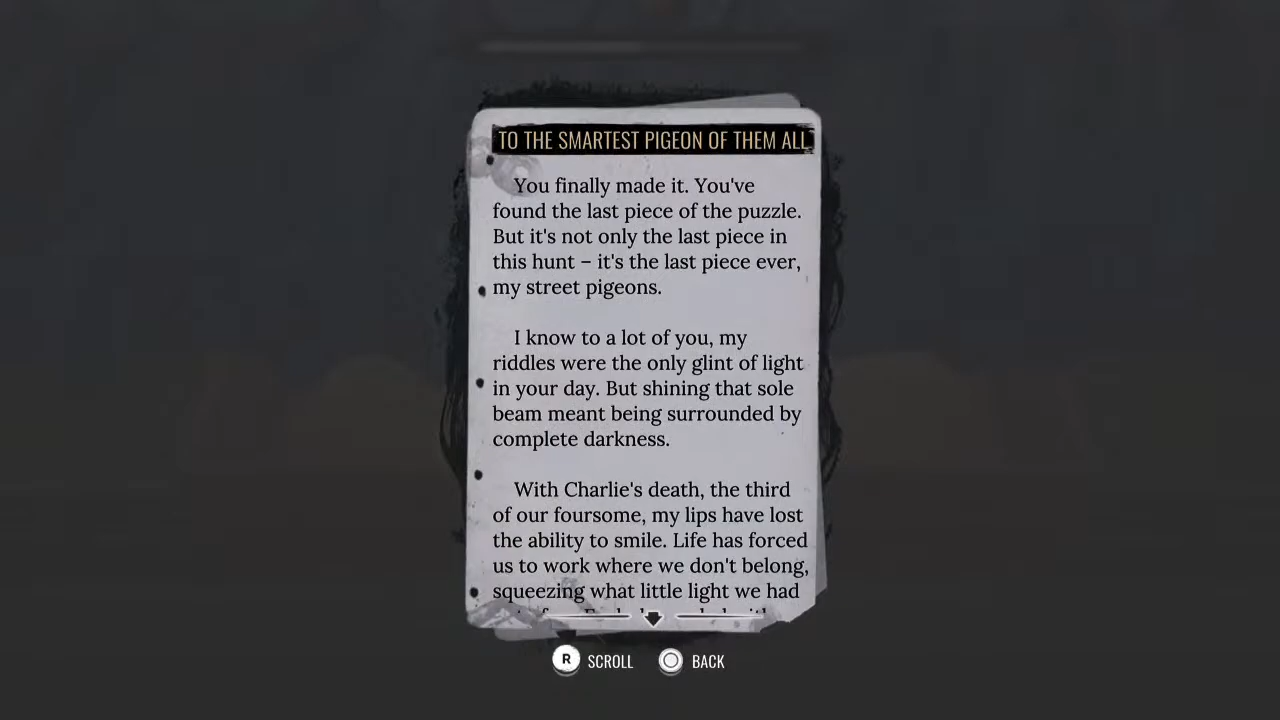 TO THE SMARTEST PIGEON OF THEM ALL
You finally made it. You've
found the last piece of the puzzle.
But it's not only the last piece in
this hunt – it's the last piece ever,
my street pigeons.
I know to a lot of you, my
riddles were the only glint of light
in your day. But shining that sole
beam meant being surrounded by
complete darkness.
With Charlie's death, the third
of our foursome, my lips have lost
the ability to smile. Life has forced
us to work where we don't belong,
squeezing what little light we had
R SCROLL BACK